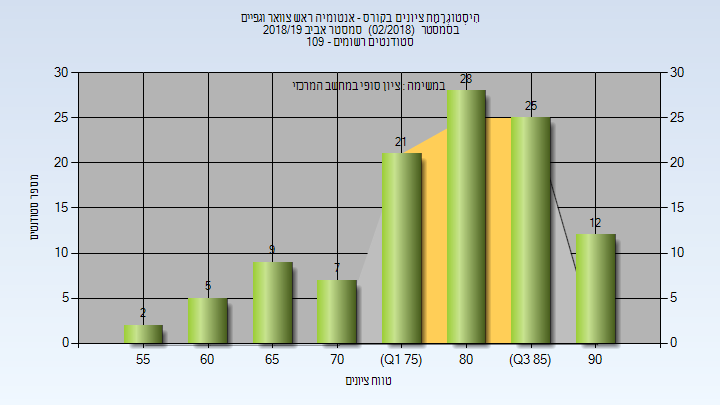 היסטוגרמת ציונים בקורס - אנטומיה ראש צוואר וגפיים
בסמסטר (02/2018) סמסטר אביב 2018/19
סטודנטים רשומים - 109
במשימה : ציון סופי במחשב המרכזי
30 30
25 25
20 20
15 15
10 10
5 5
0 0
2 5 9 7 21 28 25 12
55 60 65 70 (Q1 75) 80 (Q3 85) 90
מספר סטודנטים
טווח ציונים